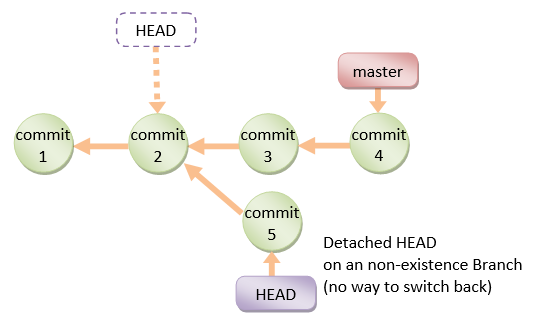 HEAD
master
commit
1
commit
2
commit
3
commit
4
commit
5
Detached HEAD
on an non-existence Branch
(no way to switch back)
HEAD